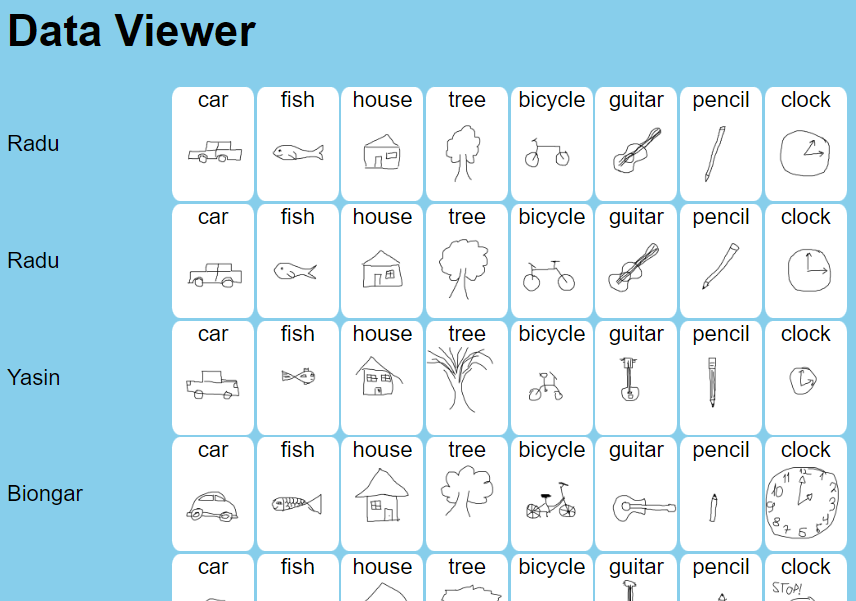 Data Viewer
car fish house tree bicycle guitar pencil clock
Radu
car fish house tree bicycle guitar pencil clock
Radu
car fish house tree bicycle guitar pencil clock
Yasin
car fish house tree bicycle guitar pencil clock
12 1 2 3 4 5 6 7 8 9 10 11
Biongar
car fish house tree bicycle guitar pencil clock
STOP!